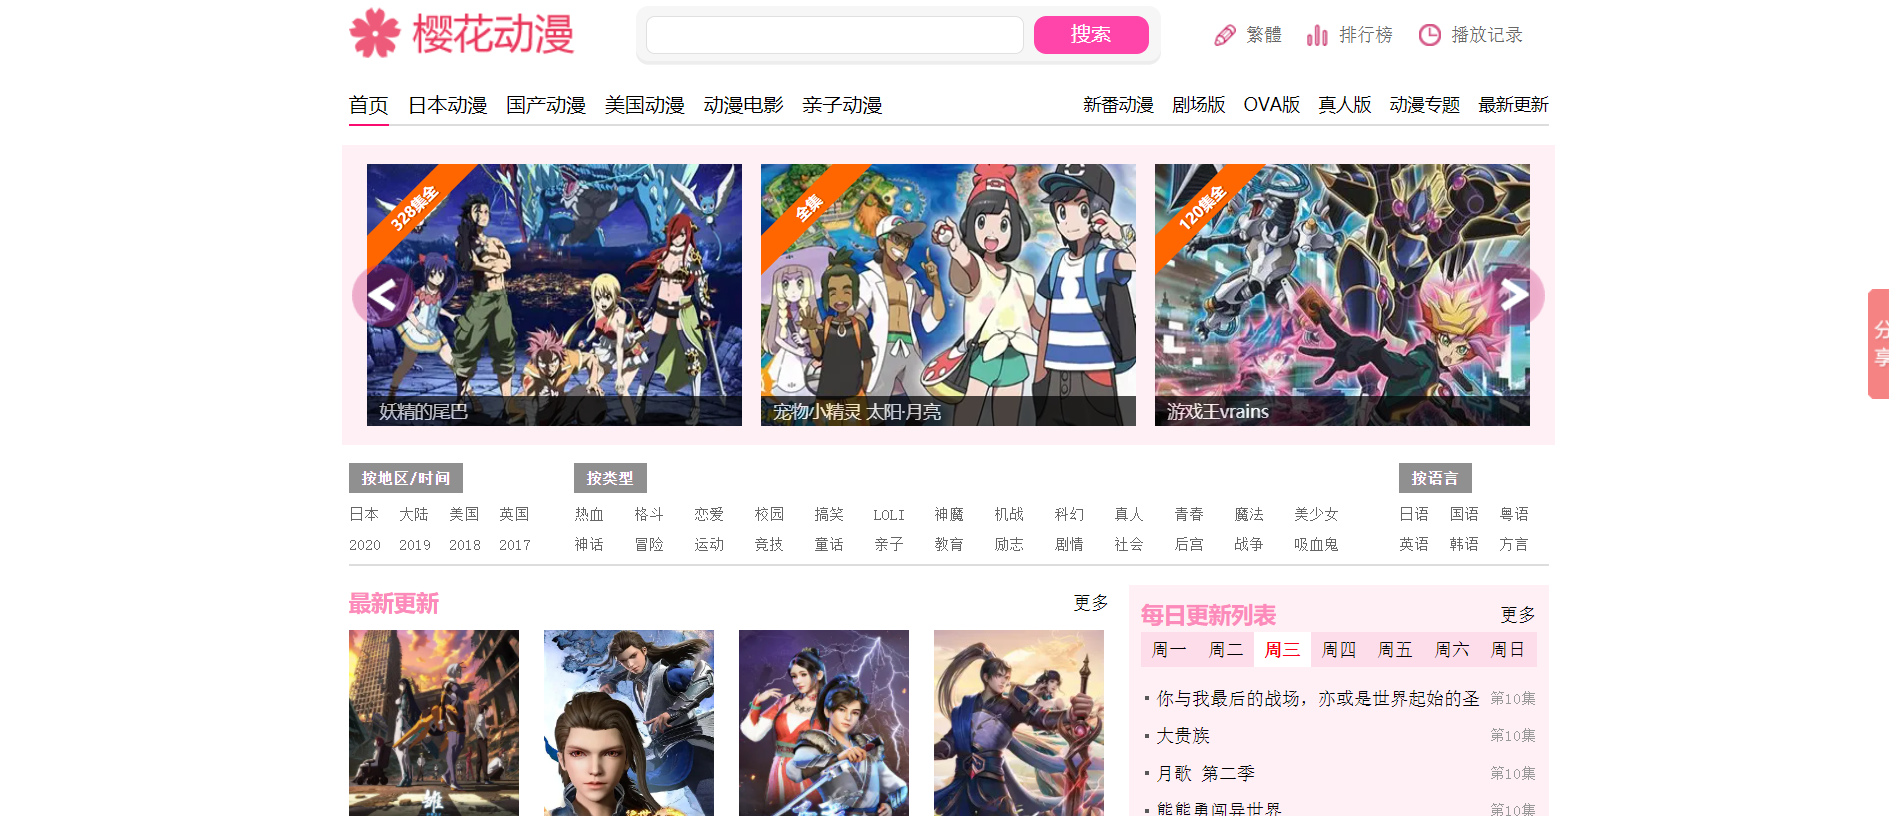 樱花动漫
搜索
繁體 排行榜 播放记录
首页 日本动漫 国产动漫 美国动漫 动漫电影 亲子动漫 新番动漫 剧场版 OVA版 真人版 动漫专题 最新更新
328集全 全集 120集全
妖精的尾巴 宠物小精灵 太阳·月亮 游戏王vrains
分享
按地区/时间 按类型 按语言
日本 大陆 美国 英国 热血 格斗 恋爱 校园 搞笑 LOLI 神魔 机战 科幻 真人 青春 魔法 美少女 日语 国语 粤语
2020 2019 2018 2017 神话 冒险 运动 竞技 童话 亲子 教育 励志 剧情 社会 后宫 战争 吸血鬼 英语 韩语 方言
最新更新 更多
每日更新列表 更多
周一 周二 周三 周四 周五 周六 周日
你与我最后的战场，亦或是世界起始的圣 第10集
大贵族 第10集
月歌 第二季 第10集
熊熊勇闯异世界 第10集